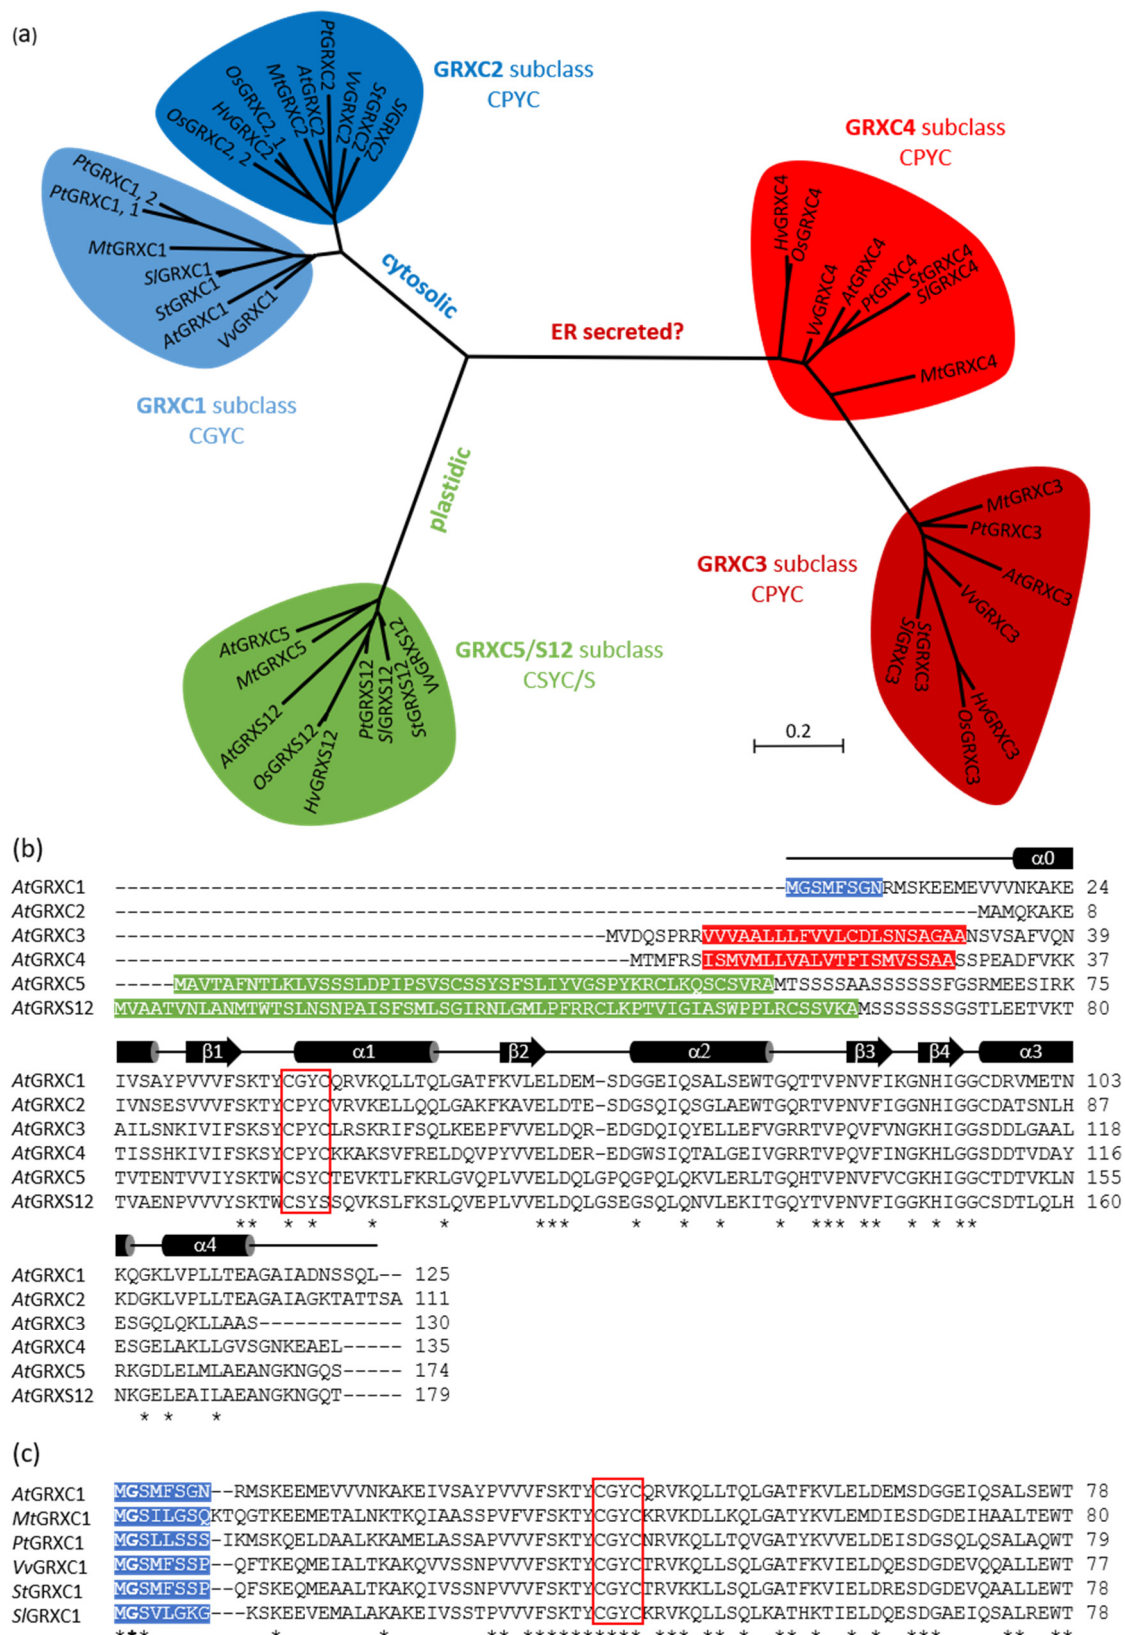 (a)
GRXC2 subclass
CPYC
PtGRXC2
OsGRXC2, 1
MtGRXC2
AtGRXC2
VvGRXC2
StGRXC2
SlGRXC2
HvGRXC2
OsGRXC2, 2
PtGRXC1, 2
PtGRXC1, 1
MtGRXC1
SlGRXC1
StGRXC1
AtGRXC1
VvGRXC1
GRXC1 subclass
CGYC
cytosolic
ER secreted?
plastidic
GRXC4 subclass
CPYC
HvGRXC4
OsGRXC4
VvGRXC4
AtGRXC4
PtGRXC4
StGRXC4
SlGRXC4
MtGRXC4
GRXC3 subclass
CPYC
MtGRXC3
PtGRXC3
AtGRXC3
VvGRXC3
StGRXC3
SlGRXC3
HvGRXC3
OsGRXC3
GRXC5/S12 subclass
CSYC/S
AtGRXC5
MtGRXC5
AtGRXS12
OsGRXS12
HvGRXS12
PtGRXS12
SlGRXS12
StGRXS12
VvGRXS12
0.2
(b)
α0
AtGRXC1 --------------------------------------------------------MGSMFSGNRMSKEEMEVVVNKAKE 24
AtGRXC2 ------------------------------------------------------------------------MAMQKAKE 8
AtGRXC3 -----------------------------------------MVDQSPRRVVVAALLLFVVLCDLSNSAGAANSVSAFVQN 39
AtGRXC4 -------------------------------------------MTMFRSISMVMLLVALVTFISMVSSAASSPEADFVKK 37
AtGRXC5 -----MAVTAFNTLKLVSSSLDPIPSVSCSSYSFSLIYVGSPYKRCLKQSCSVRAMTSSSSAASSSSSSFGSRMEESIRK 75
AtGRXS12 MVAATVNLANMTWTSLNSNPAISFSMLSGIRNLGMLPFRRCLKPTVIGIASWPPLRCSSVKAMSSSSSSSGSTLEETVKT 80
β1 α1 β2 α2 β3 β4 α3
AtGRXC1 IVSAYPVVVFSKTYCGYCQRVKQLLTQLGATFKVLELDEM-SDGGEIQSALSEWTGQTTVPNVFIKGNHIGGCDRVMETN 103
AtGRXC2 IVNSESVVVFSKTYCPYCVRVKELLQQLGAKFKAVELDTE-SDGSQIQSGLAEWTGQRTVPNVFIGGNHIGGCDATSNLH 87
AtGRXC3 AILSNKIVIFSKSYCPYCLRSKRIFSQLKEEPFVVELDQR-EDGDQIQYELLEFVGRRTVPQVFVNGKHIGGSDDLGAAL 118
AtGRXC4 TISSHKIVIFSKSYCPYCKKAKSVFRELDQVPYVVELDER-EDGWSIQTALGEIVGRRTVPQVFINGKHLGGSDDTVDAY 116
AtGRXC5 TVTENTVVIYSKTWCSYCTEVKTLFKRLGVQPLVVELDQLGPQGPQLQKVLERLTGQHTVPNVFVCGKHIGGCTDTVKLN 155
AtGRXS12 TVAENPVVVYSKTWCSYSSQVKSLFKSLQVEPLVVELDQLGSEGSQLQNVLEKITGQYTVPNVFIGGKHIGGCSDTLQLH 160
** * * * * *** * * * * *** ** * * **
α4
AtGRXC1 KQGKLVPLLTEAGAIADNSSQL-- 125
AtGRXC2 KDGKLVPLLTEAGAIAGKTATTSA 111
AtGRXC3 ESGQLQKLLAAS------------ 130
AtGRXC4 ESGELAKLLGVSGNKEAEL----- 135
AtGRXC5 RKGDLELMLAEANGKNGQS----- 174
AtGRXS12 NKGELEAILAEANGKNGQT----- 179
* * *
(c)
AtGRXC1 MGSMFSGN--RMSKEEMEVVVNKAKEIVSAYPVVVFSKTYCGYCQRVKQLLTQLGATFKVLELDEMSDGGEIQSALSEWT 78
MtGRXC1 MGSILGSQKTQGTKEEMETALNKTKQIAASSPVFVFSKTYCGYCKRVKDLLKQLGATYKVLEMDIESDGDEIHAALTEWT 80
PtGRXC1 MGSLLSSS-IKMSKQELDAALKKAMELASSAPVVVFSKTYCGYCNRVKQLLTQVGATYKVVELDEISDGDQLQSALAQWT 79
VvGRXC1 MGSMFSSP--QFTKEQMEIALTKAKQVVSSNPVVVFSKTYCGYCTRVKQLLSQLGATFKVIELDRESDGDEVQQALLEWT 77
StGRXC1 MGSMFSSP--QFSKEQMEAALTKAKQIVSSNPVVVFSKTYCGYCTRVKKLLSQLGATFKVIELDRESDGDEVQAALLEWT 78
SlGRXC1 MGSVLGKG---KSKEEVEMALAKAKEIVSSTPVVVFSKTYCGYCKRVKQLLSQLKATHKTIELDQESDGAEIQSALREWT 78